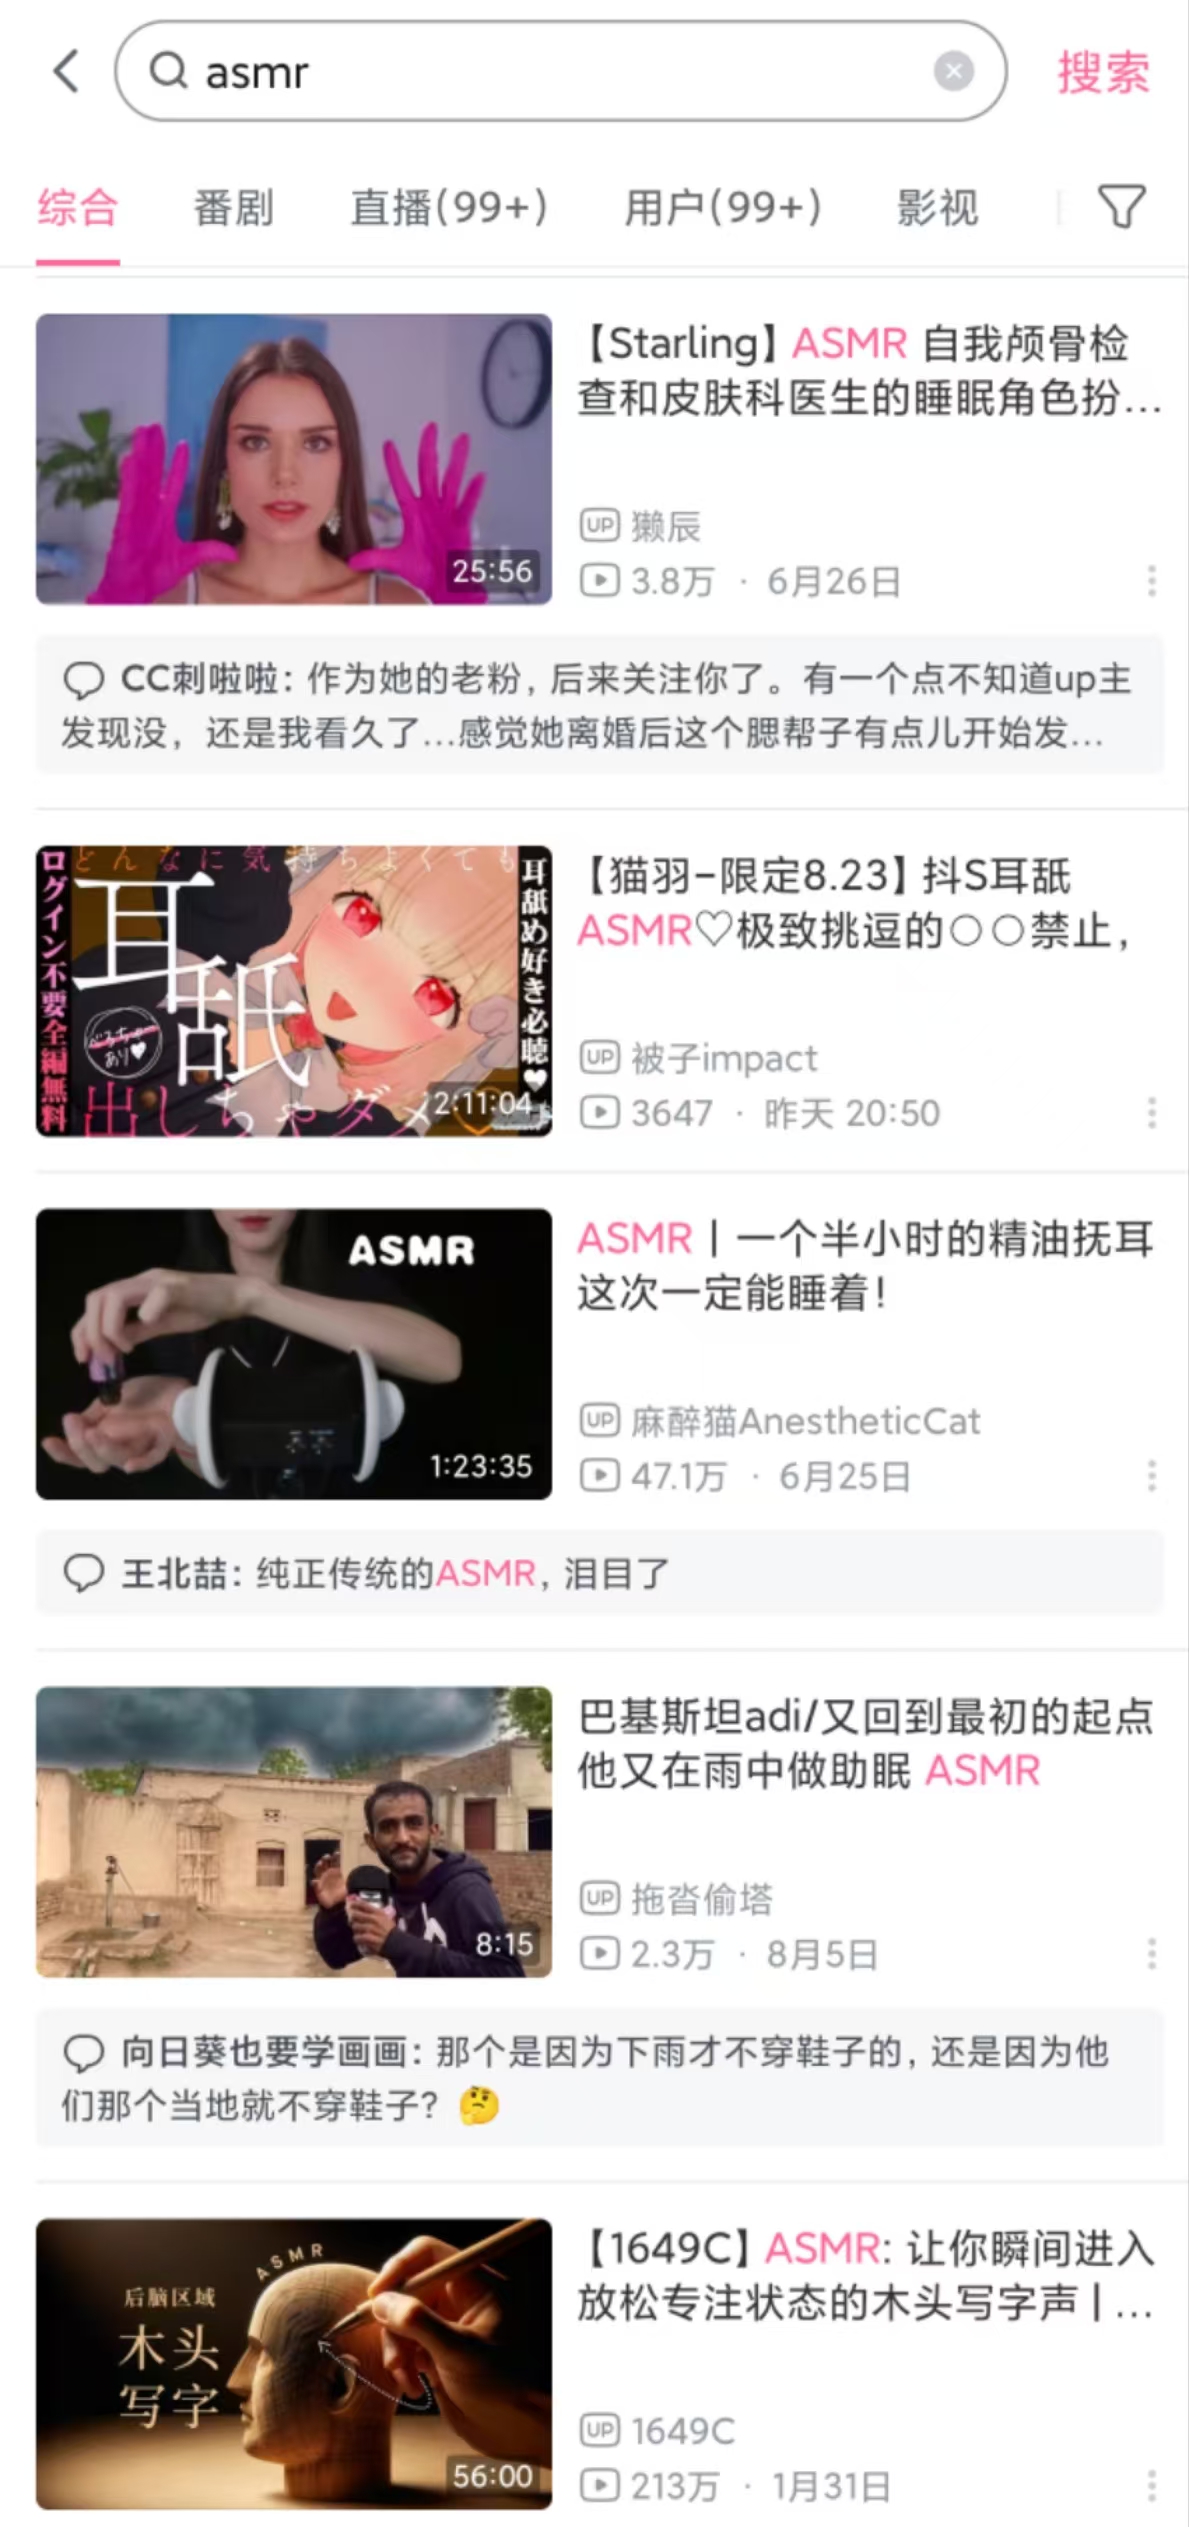 asmr
搜索
综合
番剧
直播(99+)
用户(99+)
影视
【Starling】ASMR 自我颅骨检
查和皮肤科医生的睡眠角色扮...
25:56
UP 獭辰
3.8万 · 6月26日
CC刺啦啦：作为她的老粉，后来关注你了。有一个点不知道up主
发现没，还是我看久了...感觉她离婚后这个腮帮子有点儿开始发...
どんなに気持ちよくても
ログイン不要全編無料
耳舐
耳舐め好き必聴♥
あり♥
出しちゃダメ
2:11:04
【猫羽-限定8.23】抖S耳舐
ASMR♡极致挑逗的○○禁止，
UP 被子impact
3647 · 昨天 20:50
ASMR
1:23:35
ASMR丨一个半小时的精油抚耳
这次一定能睡着！
UP 麻醉猫AnestheticCat
47.1万 · 6月25日
王北喆：纯正传统的ASMR，泪目了
8:15
巴基斯坦adi/又回到最初的起点
他又在雨中做助眠 ASMR
UP 拖沓偷塔
2.3万 · 8月5日
向日葵也要学画画：那个是因为下雨才不穿鞋子的，还是因为他
们那个当地就不穿鞋子？
ASMR
后脑区域
木头
写字
56:00
【1649C】ASMR: 让你瞬间进入
放松专注状态的木头写字声 | ...
UP 1649C
213万 · 1月31日